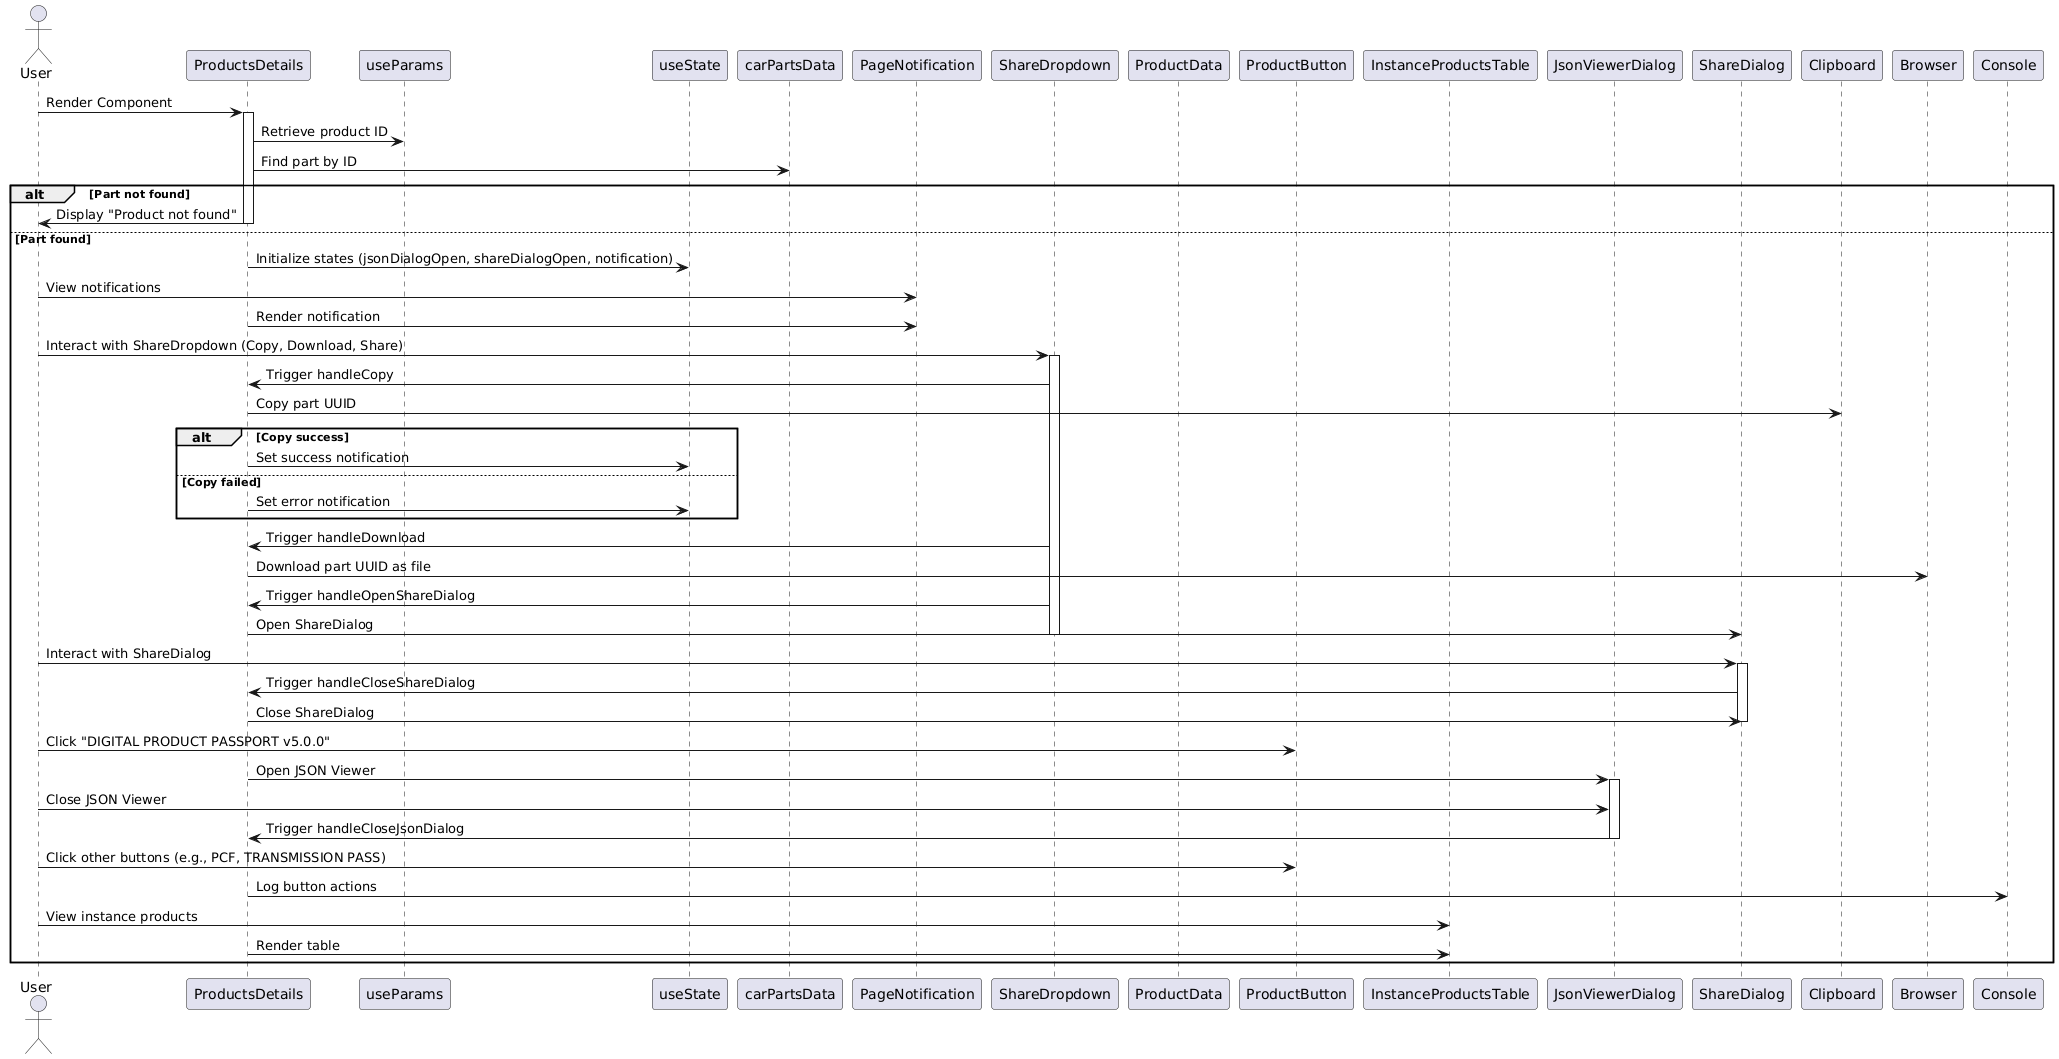 User
ProductsDetails
useParams
useState
carPartsData
PageNotification
ShareDropdown
ProductData
ProductButton
InstanceProductsTable
JsonViewerDialog
ShareDialog
Clipboard
Browser
Console
Render Component
Retrieve product ID
Find part by ID
alt
[Part not found]
Display "Product not found"
[Part found]
Initialize states (jsonDialogOpen, shareDialogOpen, notification)
View notifications
Render notification
Interact with ShareDropdown (Copy, Download, Share)
Trigger handleCopy
Copy part UUID
alt
[Copy success]
Set success notification
[Copy failed]
Set error notification
Trigger handleDownload
Download part UUID as file
Trigger handleOpenShareDialog
Open ShareDialog
Interact with ShareDialog
Trigger handleCloseShareDialog
Close ShareDialog
Click "DIGITAL PRODUCT PASSPORT v5.0.0"
Open JSON Viewer
Close JSON Viewer
Trigger handleCloseJsonDialog
Click other buttons (e.g., PCF, TRANSMISSION PASS)
Log button actions
View instance products
Render table
User
ProductsDetails
useParams
useState
carPartsData
PageNotification
ShareDropdown
ProductData
ProductButton
InstanceProductsTable
JsonViewerDialog
ShareDialog
Clipboard
Browser
Console